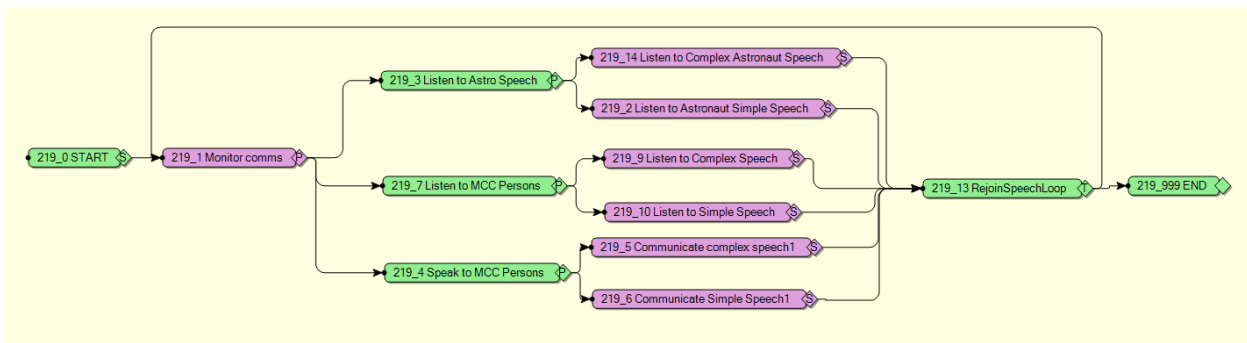 219_14 Listen to Complex Astronaut Speech S
219_3 Listen to Astro Speech P
219_2 Listen to Astronaut Simple Speech S
219_0 START S
219_1 Monitor comms P
219_9 Listen to Complex Speech S
219_7 Listen to MCC Persons P
219_13 RejoinSpeechLoop T
219_999 END
219_10 Listen to Simple Speech S
219_5 Communicate complex speech1 S
219_4 Speak to MCC Persons P
219_6 Communicate Simple Speech1 S